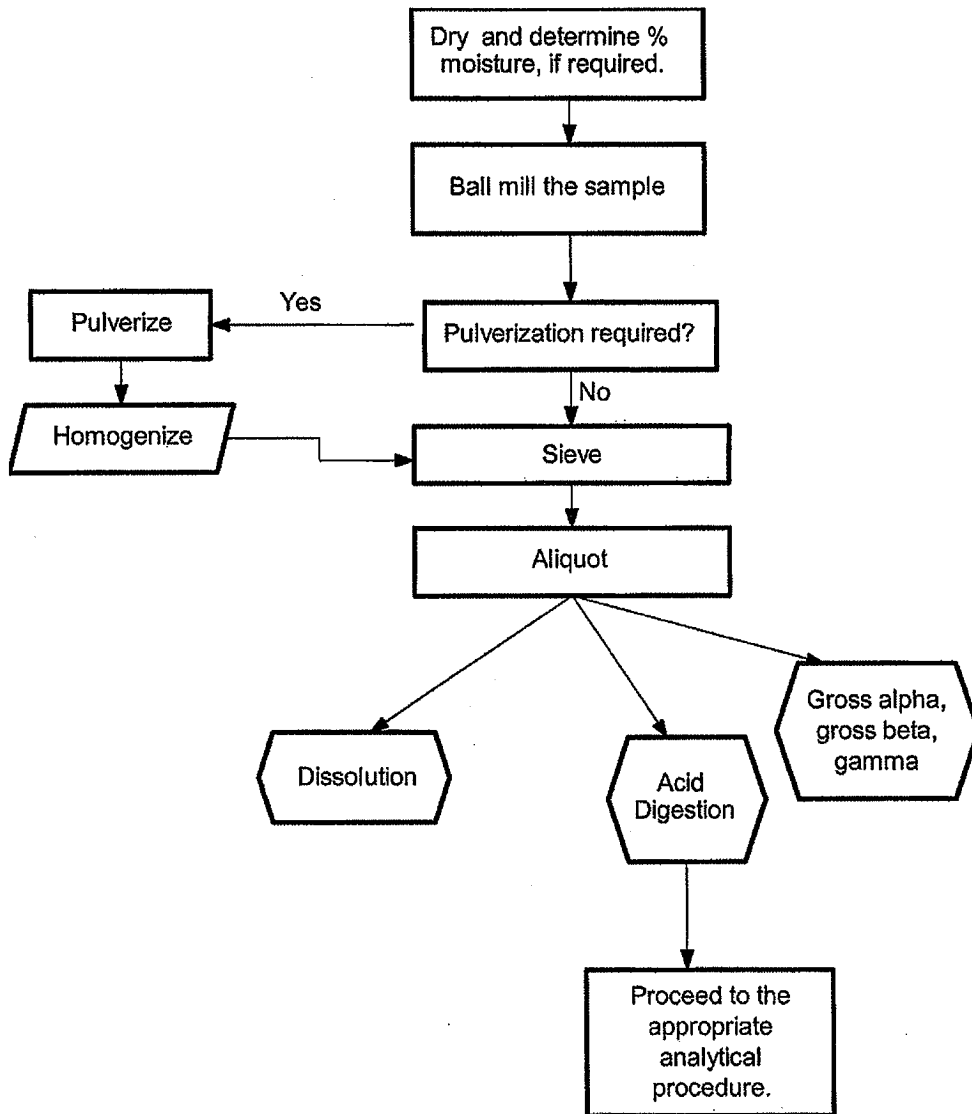 Dry and determine %
moisture, if required.
Ball mill the sample
Yes
Pulverize
Pulverization required?
No
Homogenize
Sieve
Aliquot
Gross alpha,
gross beta,
gamma
Dissolution
Acid
Digestion
Proceed to the
appropriate
analytical
procedure.